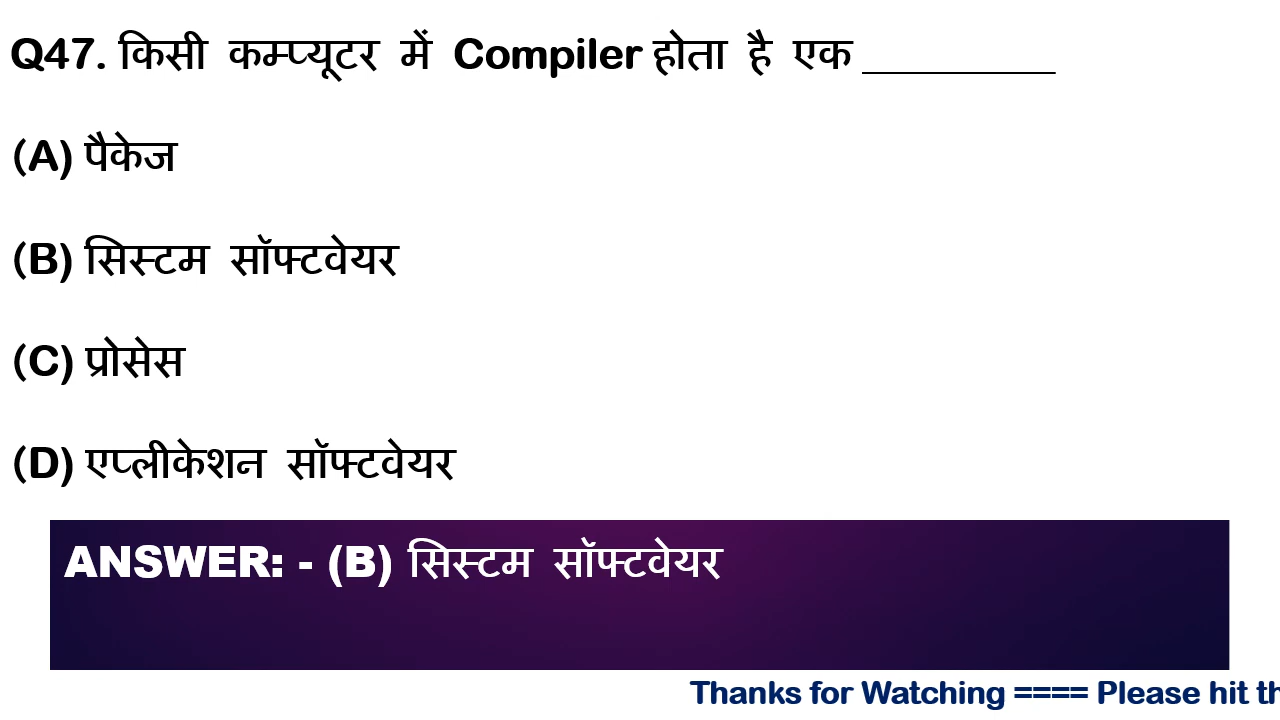 Q47. किसी कम्प्यूटर में Compiler होता है एक __________
(A) पैकेज
(B) सिस्टम सॉफ्टवेयर
(C) प्रोसेस
(D) एप्लीकेशन सॉफ्टवेयर
ANSWER: - (B) सिस्टम सॉफ्टवेयर
Thanks for Watching ==== Please hit th